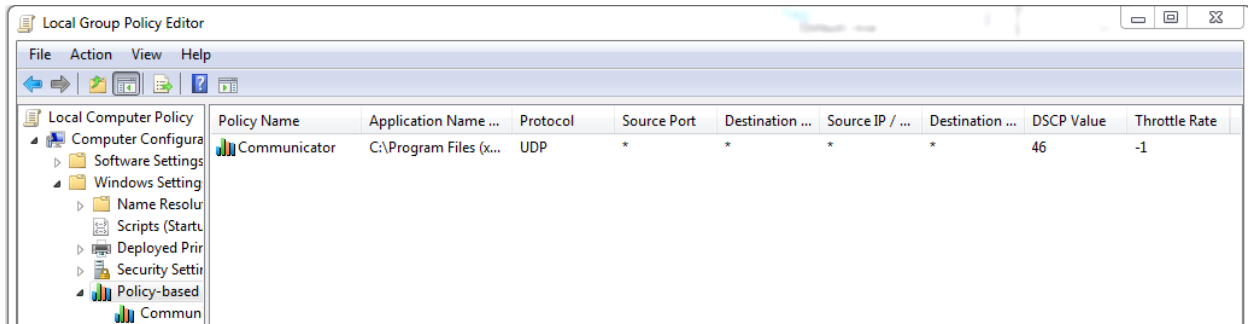 Local Group Policy Editor
File Action View Help
Local Computer Policy
Policy Name Application Name ... Protocol Source Port Destination ... Source IP / ... Destination ... DSCP Value Throttle Rate
Computer Configura
Communicator C:\Program Files (x... UDP * * * * 46 -1
Software Settings
Windows Setting
Name Resolu
Scripts (Startu
Deployed Prin
Security Settin
Policy-based
Commun